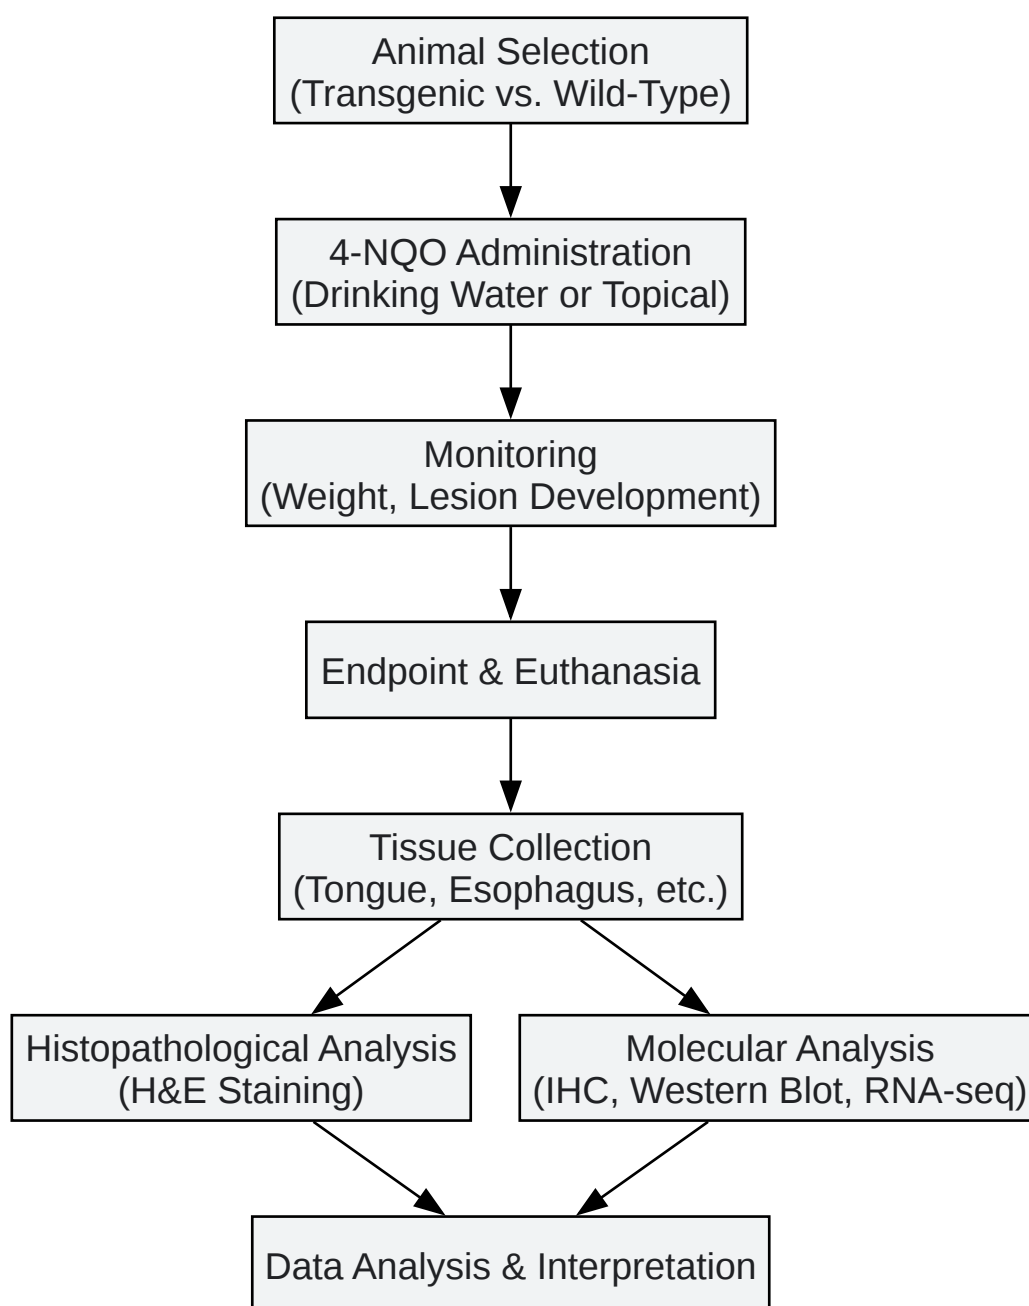 Animal Selection
(Transgenic vs. Wild-Type)
4-NQO Administration
(Drinking Water or Topical)
Monitoring
(Weight, Lesion Development)
Endpoint & Euthanasia
Tissue Collection
(Tongue, Esophagus, etc.)
Histopathological Analysis
(H&E Staining)
Molecular Analysis
(IHC, Western Blot, RNA-seq)
Data Analysis & Interpretation